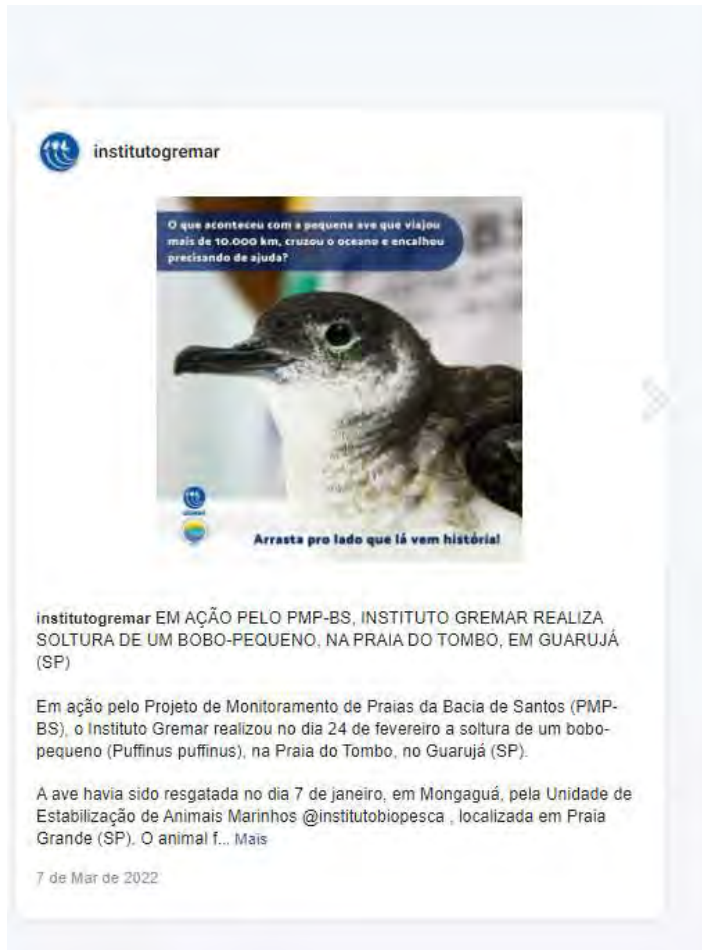 institutogremar
O que aconteceu com a pequena ave que viajou
mais de 10.000 km, cruzou o oceano e encalhou
precisando de ajuda?
Arrasta pro lado que lá vem história!
institutogremar EM AÇÃO PELO PMP-BS, INSTITUTO GREMAR REALIZA
SOLTURA DE UM BOBO-PEQUENO, NA PRAIA DO TOMBO, EM GUARUJÁ
(SP)
Em ação pelo Projeto de Monitoramento de Praias da Bacia de Santos (PMP-
BS), o Instituto Gremar realizou no dia 24 de fevereiro a soltura de um bobo-
pequeno (Puffinus puffinus), na Praia do Tombo, no Guarujá (SP).
A ave havia sido resgatada no dia 7 de janeiro, em Mongaguá, pela Unidade de
Estabilização de Animais Marinhos @institutobiopesca , localizada em Praia
Grande (SP). O animal f... Mais
7 de Mar de 2022